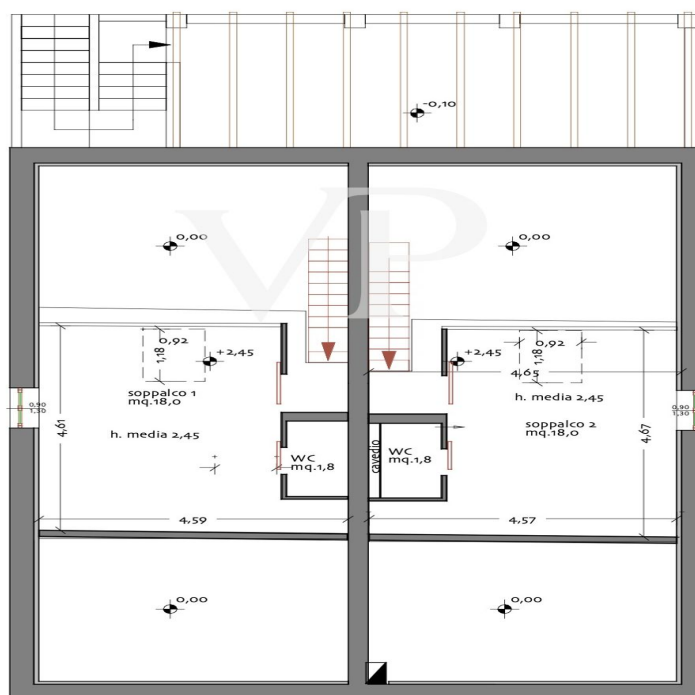 -0,10
VP
0,00
0,00
0,92
1,18
+2,45
+2,45
0,92
1,18
4,65
soppalco 1
mq.18,0
h. media 2,45
h. media 2,45
soppalco 2
mq.18,0
0,90
1,30
0,90
1,30
4,61
4,67
WC
mq.1,8
cavedio
WC
mq.1,8
4,59
4,57
0,00
0,00